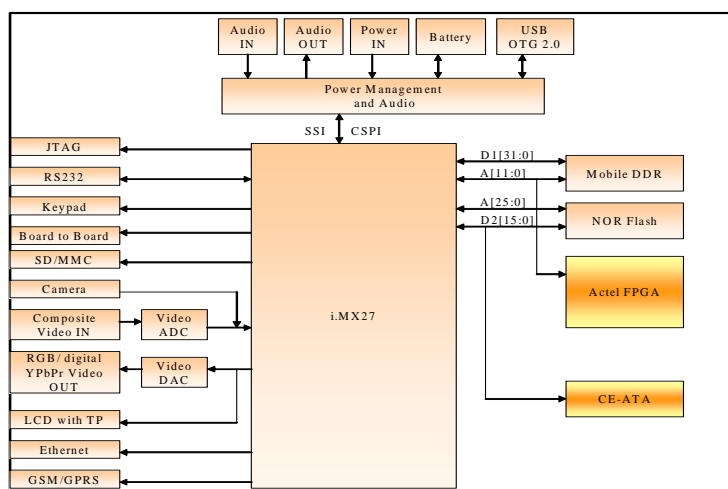 Audio
IN
Audio
OUT
Power
IN
Battery
USB
OTG 2.0
Power Management
and Audio
SSI
CSPI
JTAG
RS232
Keypad
Board to Board
SD/MMC
Camera
Composite
Video IN
Video
ADC
RGB/ digital
YPbPr Video
OUT
Video
DAC
LCD with TP
Ethernet
GSM/GPRS
i.MX27
D1[31:0]
A[11:0]
Mobile DDR
A[25:0]
D2[15:0]
NOR Flash
Actel FPGA
CE-ATA